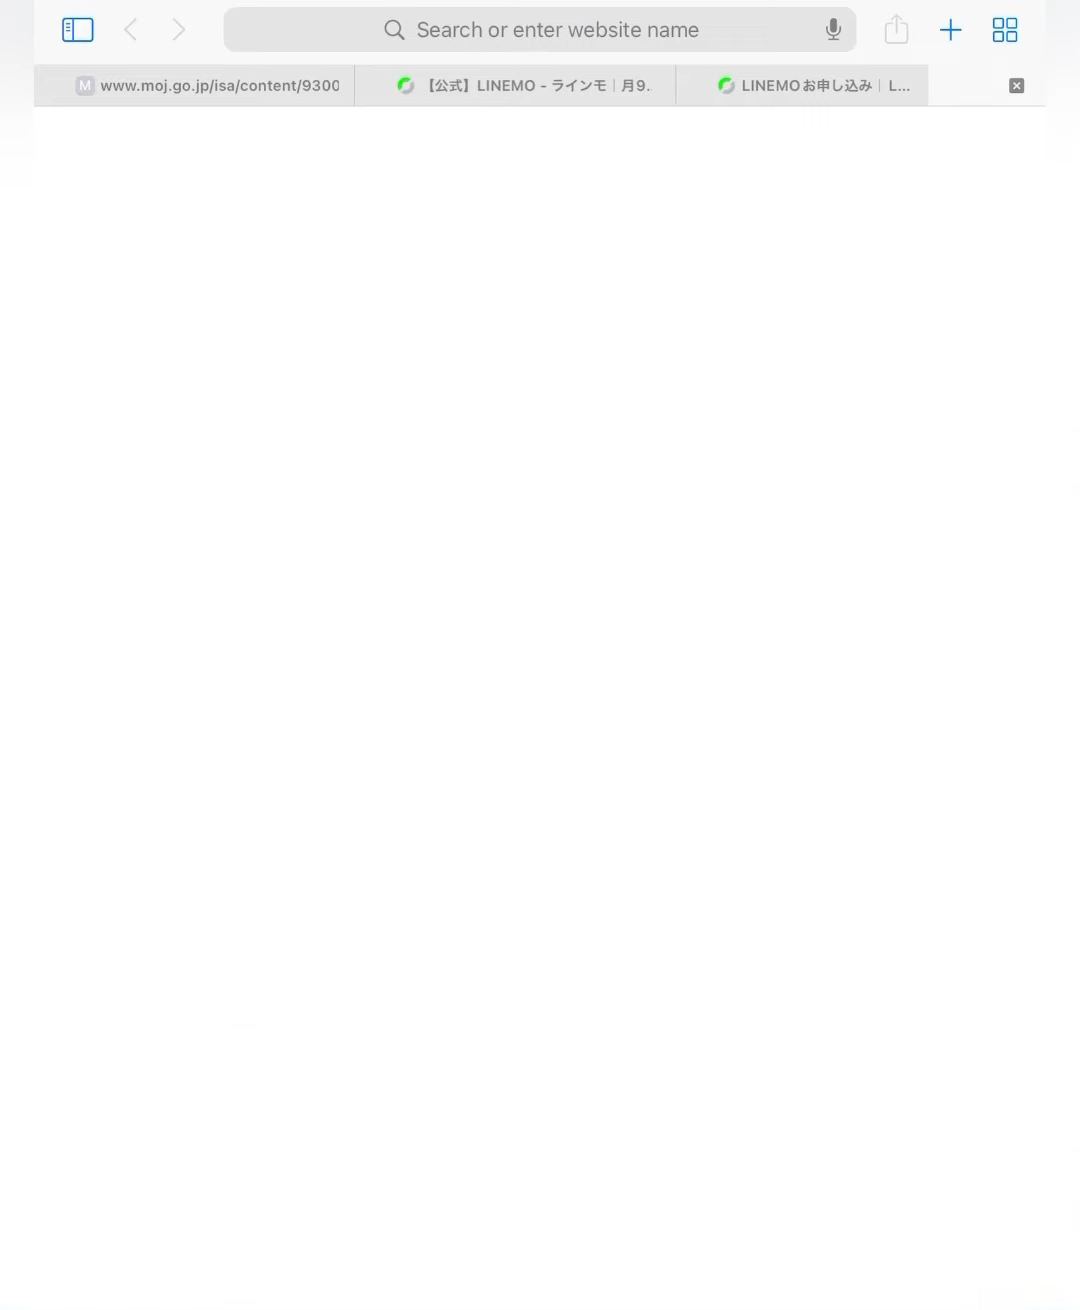 Search or enter website name
M www.moj.go.jp/isa/content/9300
【公式】LINEMO - ラインモ｜月9..
LINEMOお申し込み｜L...